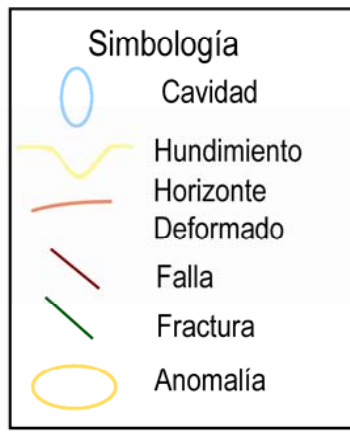 Simbología
Cavidad
Hundimiento
Horizonte
Deformado
Falla
Fractura
Anomalía